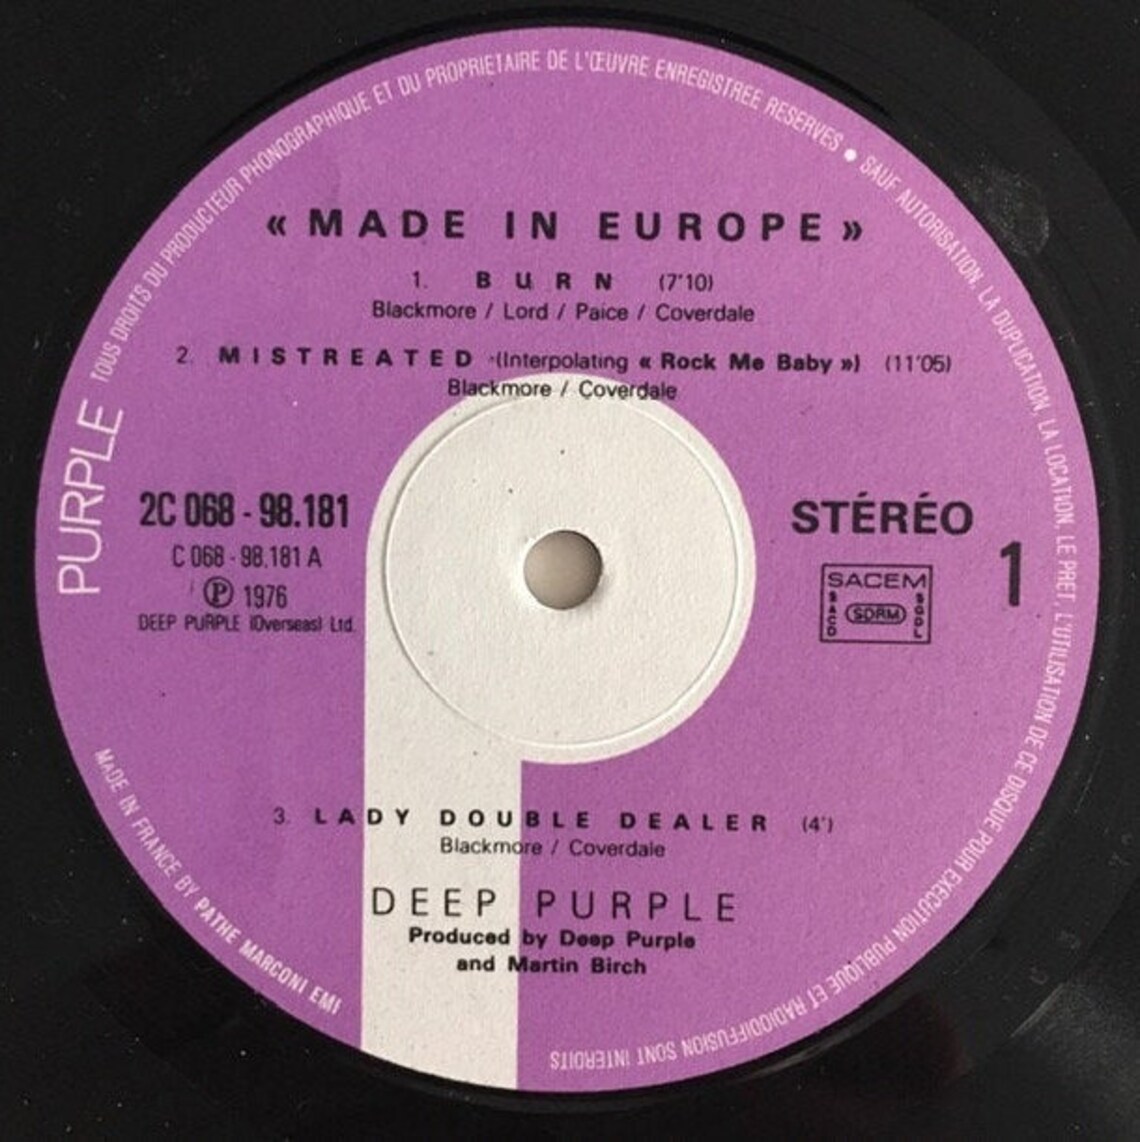 TOUS DROITS DU PRODUCTEUR PHONOGRAPHIQUE ET DU PROPRIETAIRE DE L'ŒUVRE ENREGISTREE RESERVES • SAUF AUTORISATION, LA DUPLICATION, LA LOCATION, LE PRET, L'UTILISATION DE CE DISQUE POUR EXECUTION PUBLIQUE ET RADIODIFFUSION SONT INTERDITS
« MADE IN EUROPE »
1. BURN (7'10)
Blackmore / Lord / Paice / Coverdale
2. MISTREATED (Interpolating « Rock Me Baby ») (11'05)
Blackmore / Coverdale
PURPLE
2C 068 - 98.181
C 068 - 98.181 A
℗ 1976
DEEP PURPLE (Overseas) Ltd.
STÉRÉO
1
SACEM
SACD
SDRM
SGDL
3. LADY DOUBLE DEALER (4')
Blackmore / Coverdale
DEEP PURPLE
Produced by Deep Purple
and Martin Birch
MADE IN FRANCE BY PATHE MARCONI EMI